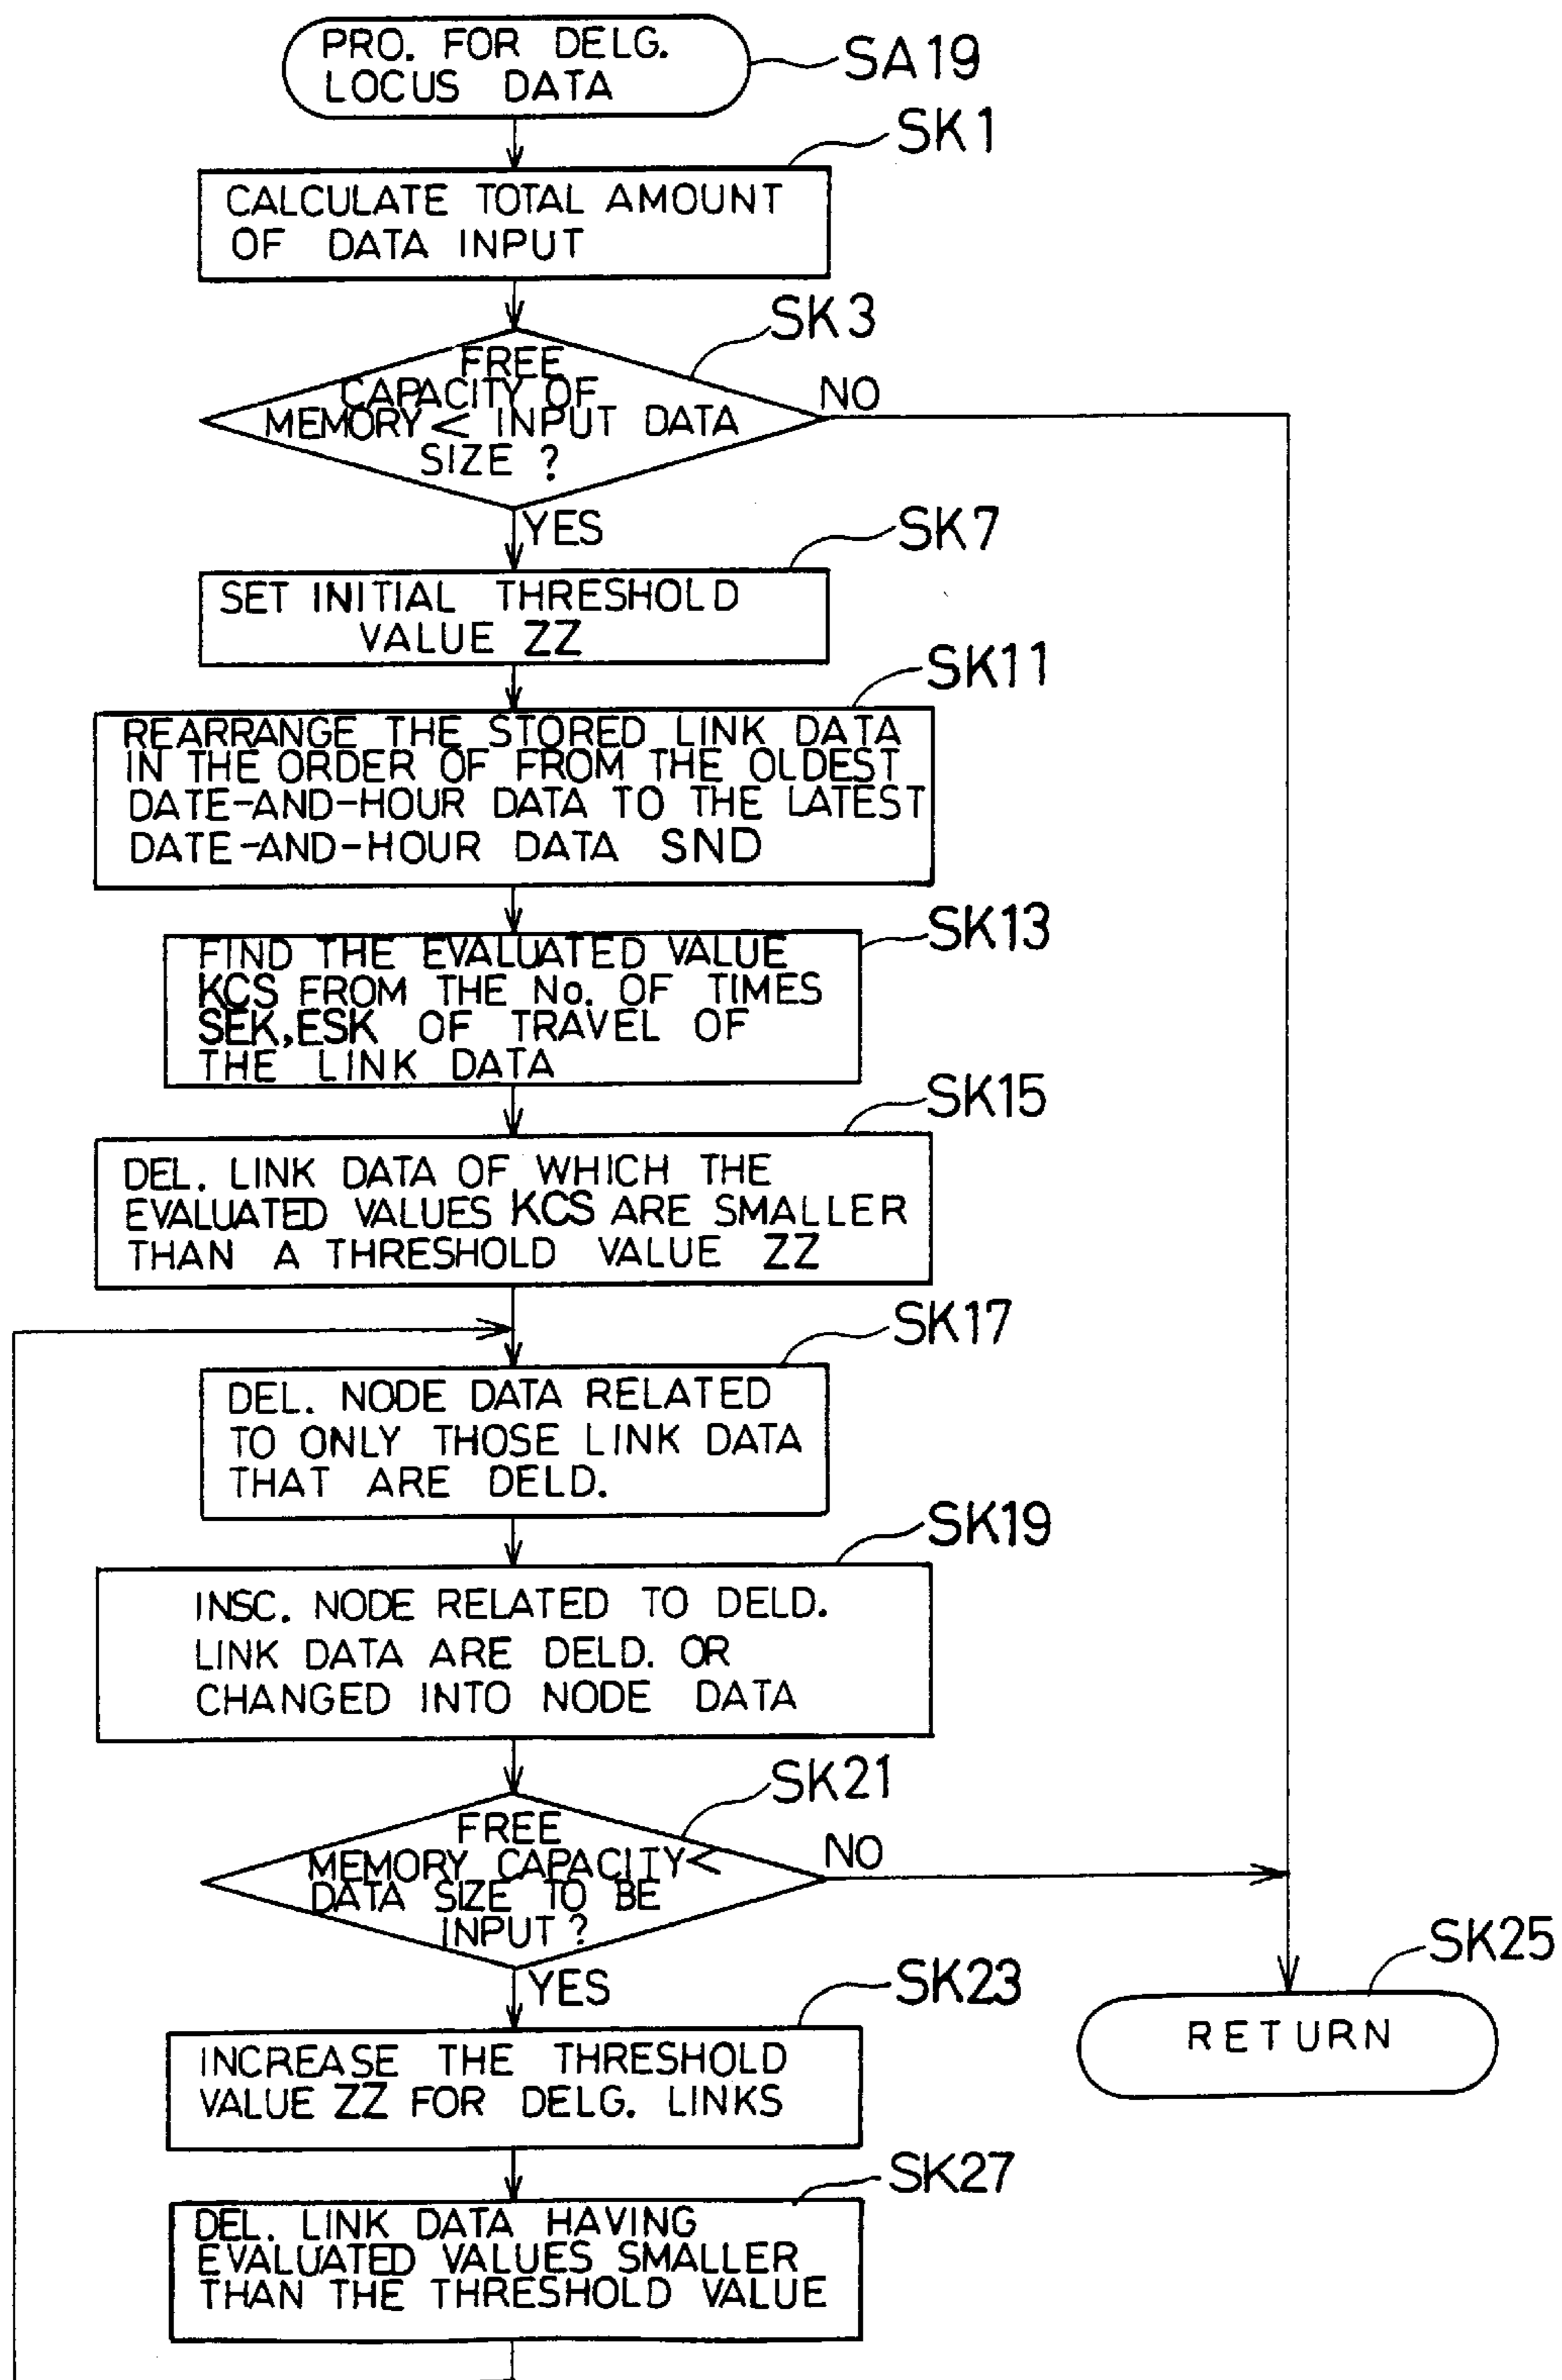 PRO. FOR DELG.
LOCUS DATA
SA19
SK1
CALCULATE TOTAL AMOUNT
OF DATA INPUT
SK3
FREE
CAPACITY OF
MEMORY < INPUT DATA
SIZE ?
NO
YES
SK7
SET INITIAL THRESHOLD
VALUE ZZ
SK11
REARRANGE THE STORED LINK DATA
IN THE ORDER OF FROM THE OLDEST
DATE-AND-HOUR DATA TO THE LATEST
DATE-AND-HOUR DATA SND
SK13
FIND THE EVALUATED VALUE
KCS FROM THE No. OF TIMES
SEK,ESK OF TRAVEL OF
THE LINK DATA
SK15
DEL. LINK DATA OF WHICH THE
EVALUATED VALUES KCS ARE SMALLER
THAN A THRESHOLD VALUE ZZ
SK17
DEL. NODE DATA RELATED
TO ONLY THOSE LINK DATA
THAT ARE DELD.
SK19
INSC. NODE RELATED TO DELD.
LINK DATA ARE DELD. OR
CHANGED INTO NODE DATA
SK21
FREE
MEMORY CAPACITY <
DATA SIZE TO BE
INPUT ?
NO
YES
SK23
INCREASE THE THRESHOLD
VALUE ZZ FOR DELG. LINKS
SK25
RETURN
SK27
DEL. LINK DATA HAVING
EVALUATED VALUES SMALLER
THAN THE THRESHOLD VALUE